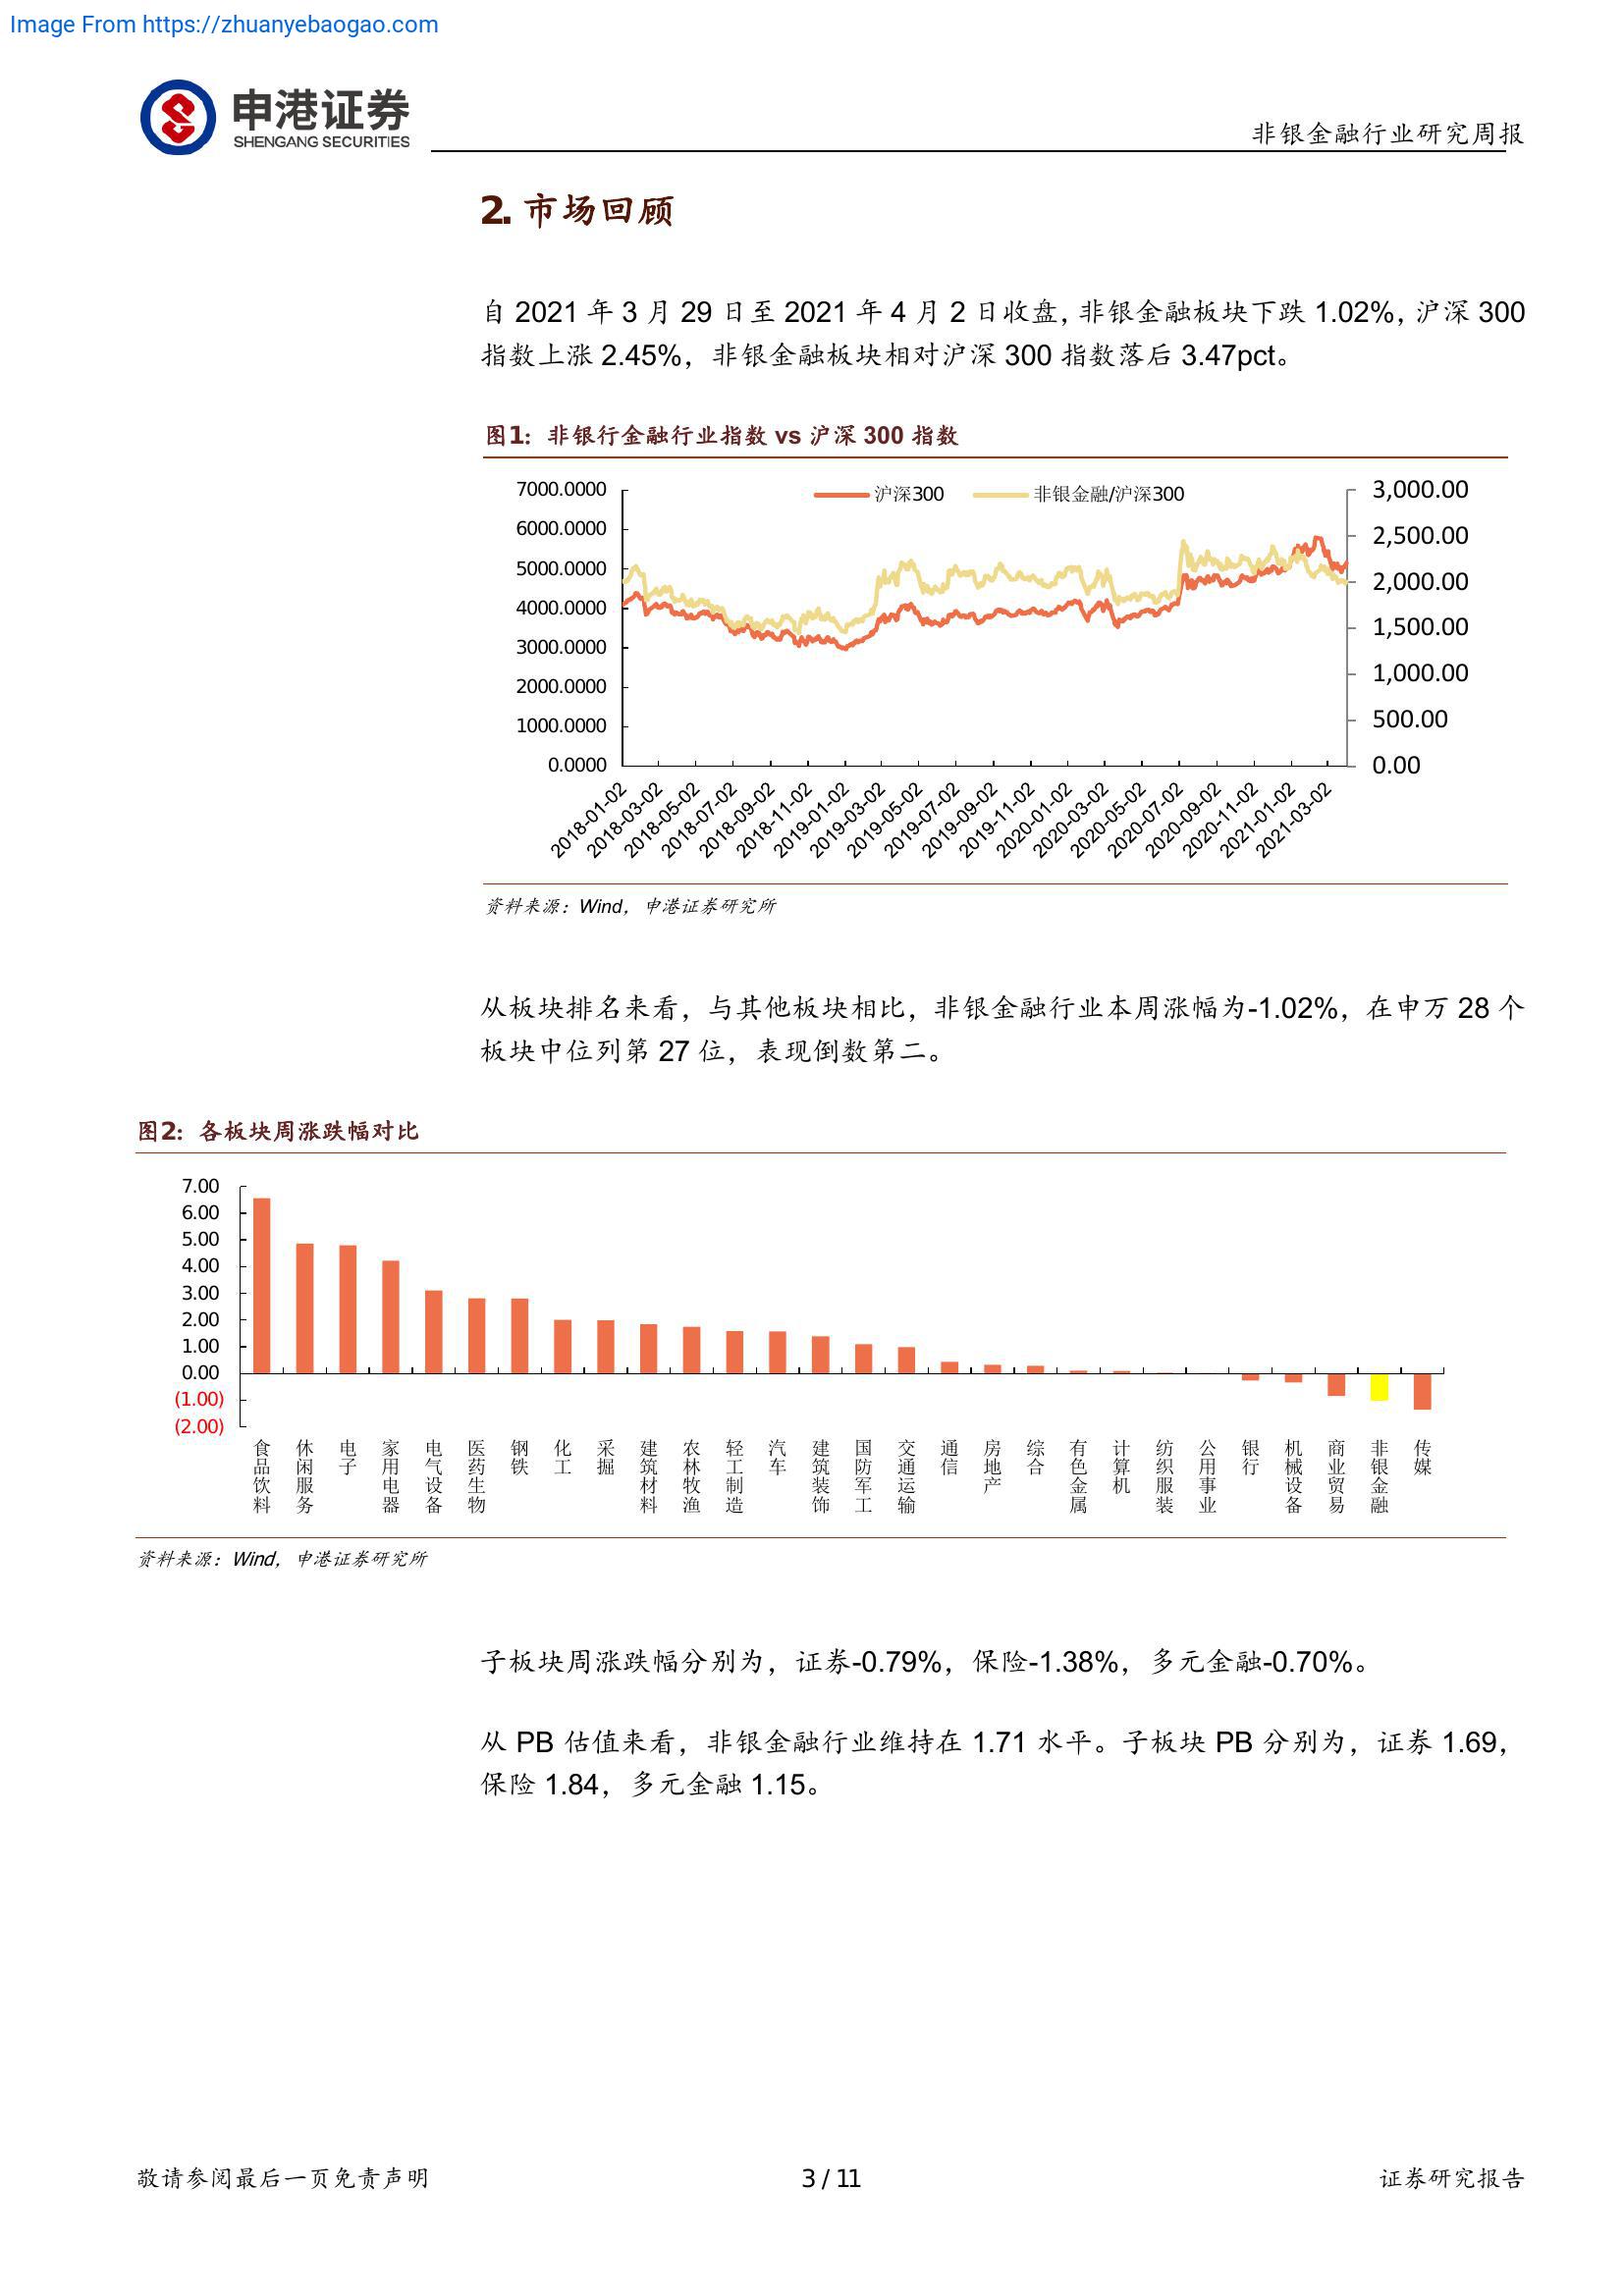 Image From https://zhuanyebaogao.com
申港证券
SHENGANG SECURITIES
非银金融行业研究周报
2. 市场回顾
自 2021 年 3 月 29 日至 2021 年 4 月 2 日收盘，非银金融板块下跌 1.02%，沪深 300
指数上涨 2.45%，非银金融板块相对沪深 300 指数落后 3.47pct。
图1：非银行金融行业指数 vs 沪深 300 指数
沪深300
非银金融/沪深300
7000.0000
6000.0000
5000.0000
4000.0000
3000.0000
2000.0000
1000.0000
0.0000
3,000.00
2,500.00
2,000.00
1,500.00
1,000.00
500.00
0.00
2018-01-02
2018-03-02
2018-05-02
2018-07-02
2018-09-02
2018-11-02
2019-01-02
2019-03-02
2019-05-02
2019-07-02
2019-09-02
2019-11-02
2020-01-02
2020-03-02
2020-05-02
2020-07-02
2020-09-02
2020-11-02
2021-01-02
2021-03-02
资料来源：Wind，申港证券研究所
从板块排名来看，与其他板块相比，非银金融行业本周涨幅为-1.02%，在申万 28 个
板块中位列第 27 位，表现倒数第二。
图2：各板块周涨跌幅对比
7.00
6.00
5.00
4.00
3.00
2.00
1.00
0.00
(1.00)
(2.00)
食品饮料
休闲服务
电子
家用电器
电气设备
医药生物
钢铁
化工
采掘
建筑材料
农林牧渔
轻工制造
汽车
建筑装饰
国防军工
交通运输
通信
房地产
综合
有色金属
计算机
纺织服装
公用事业
银行
机械设备
商业贸易
非银金融
传媒
资料来源：Wind，申港证券研究所
子板块周涨跌幅分别为，证券-0.79%，保险-1.38%，多元金融-0.70%。
从 PB 估值来看，非银金融行业维持在 1.71 水平。子板块 PB 分别为，证券 1.69，
保险 1.84，多元金融 1.15。
敬请参阅最后一页免责声明
3 / 11
证券研究报告